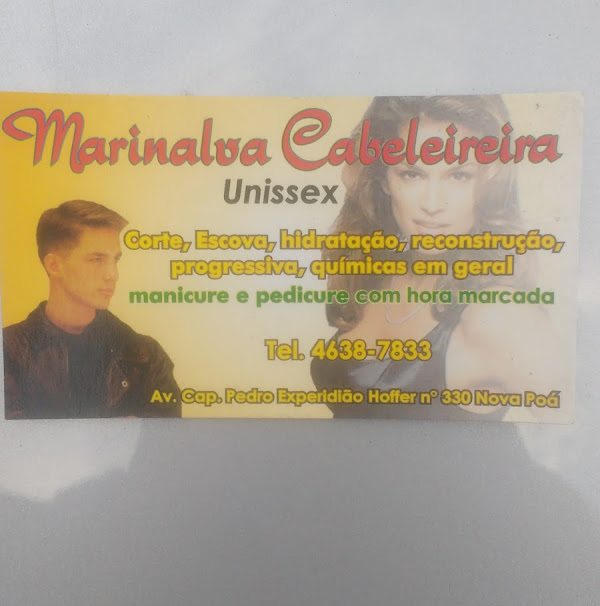 Marinalva Cabeleireira
Unissex
Corte, Escova, hidratação, reconstrução,
progressiva, químicas em geral
manicure e pedicure com hora marcada
Tel. 4638-7833
Av. Cap. Pedro Experidião Hoffer nº 330 Nova Poá